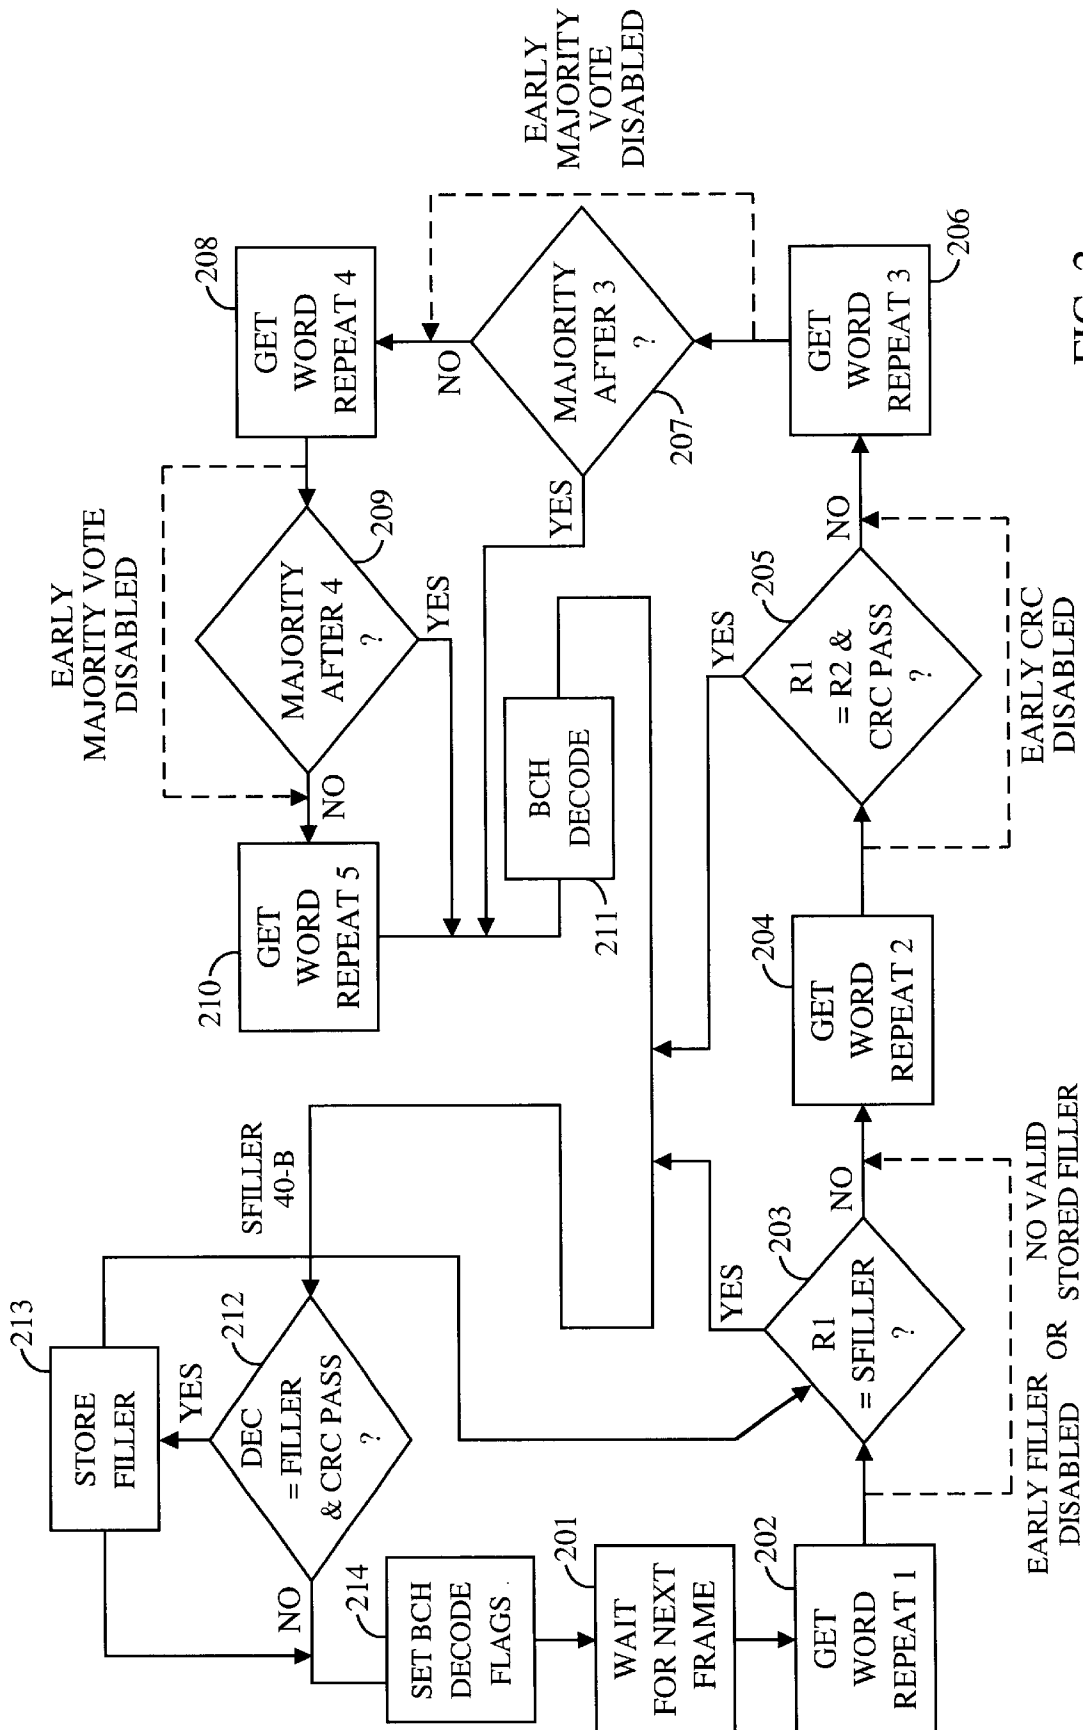 213
STORE
FILLER
YES
212
DEC
= FILLER
& CRC PASS
?
NO
SFILLER
40-B
214
SET BCH
DECODE
FLAGS
201
WAIT
FOR NEXT
FRAME
202
GET
WORD
REPEAT 1
203
R1
= SFILLER
?
YES
NO
EARLY FILLER
DISABLED
OR
NO VALID
STORED FILLER
204
GET
WORD
REPEAT 2
205
R1
= R2 &
CRC PASS
?
YES
NO
EARLY CRC
DISABLED
206
GET
WORD
REPEAT 3
207
MAJORITY
AFTER 3
?
YES
NO
EARLY
MAJORITY
VOTE
DISABLED
208
GET
WORD
REPEAT 4
209
MAJORITY
AFTER 4
?
YES
NO
EARLY
MAJORITY VOTE
DISABLED
210
GET
WORD
REPEAT 5
211
BCH
DECODE